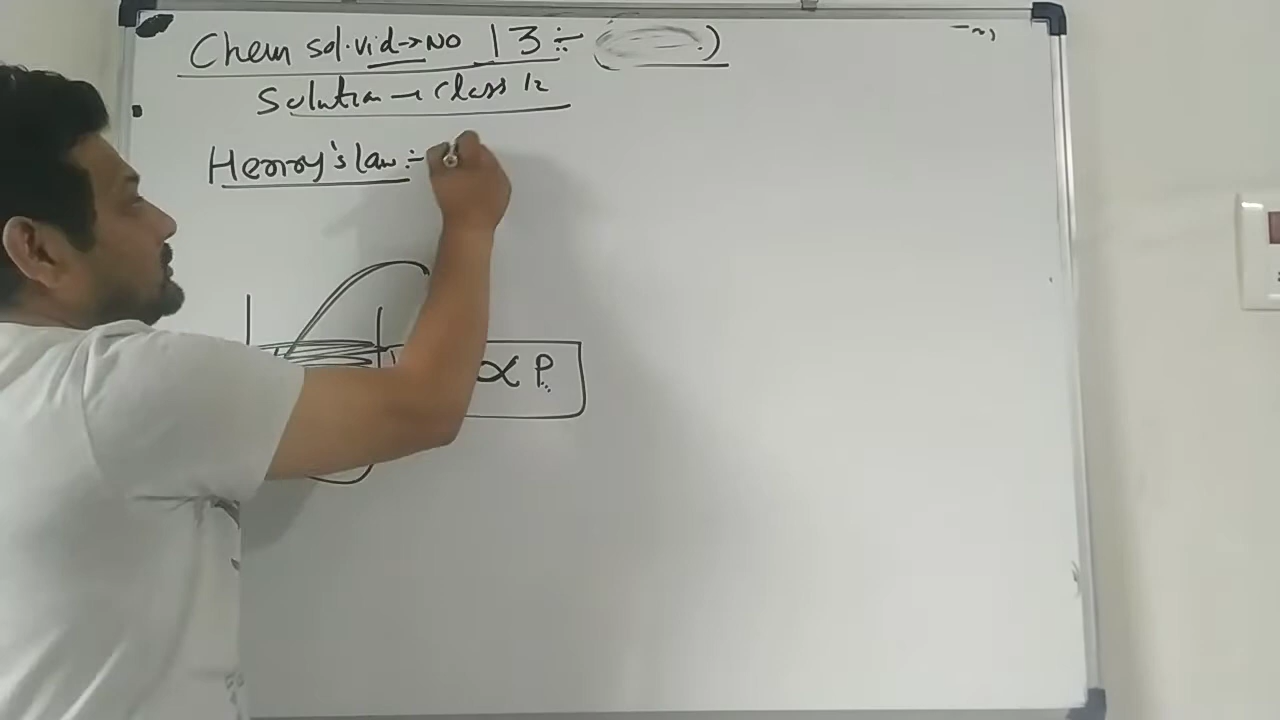 Chem sol.vid→No 13÷
Solution → Class 12
Henry's law ÷
∝ P